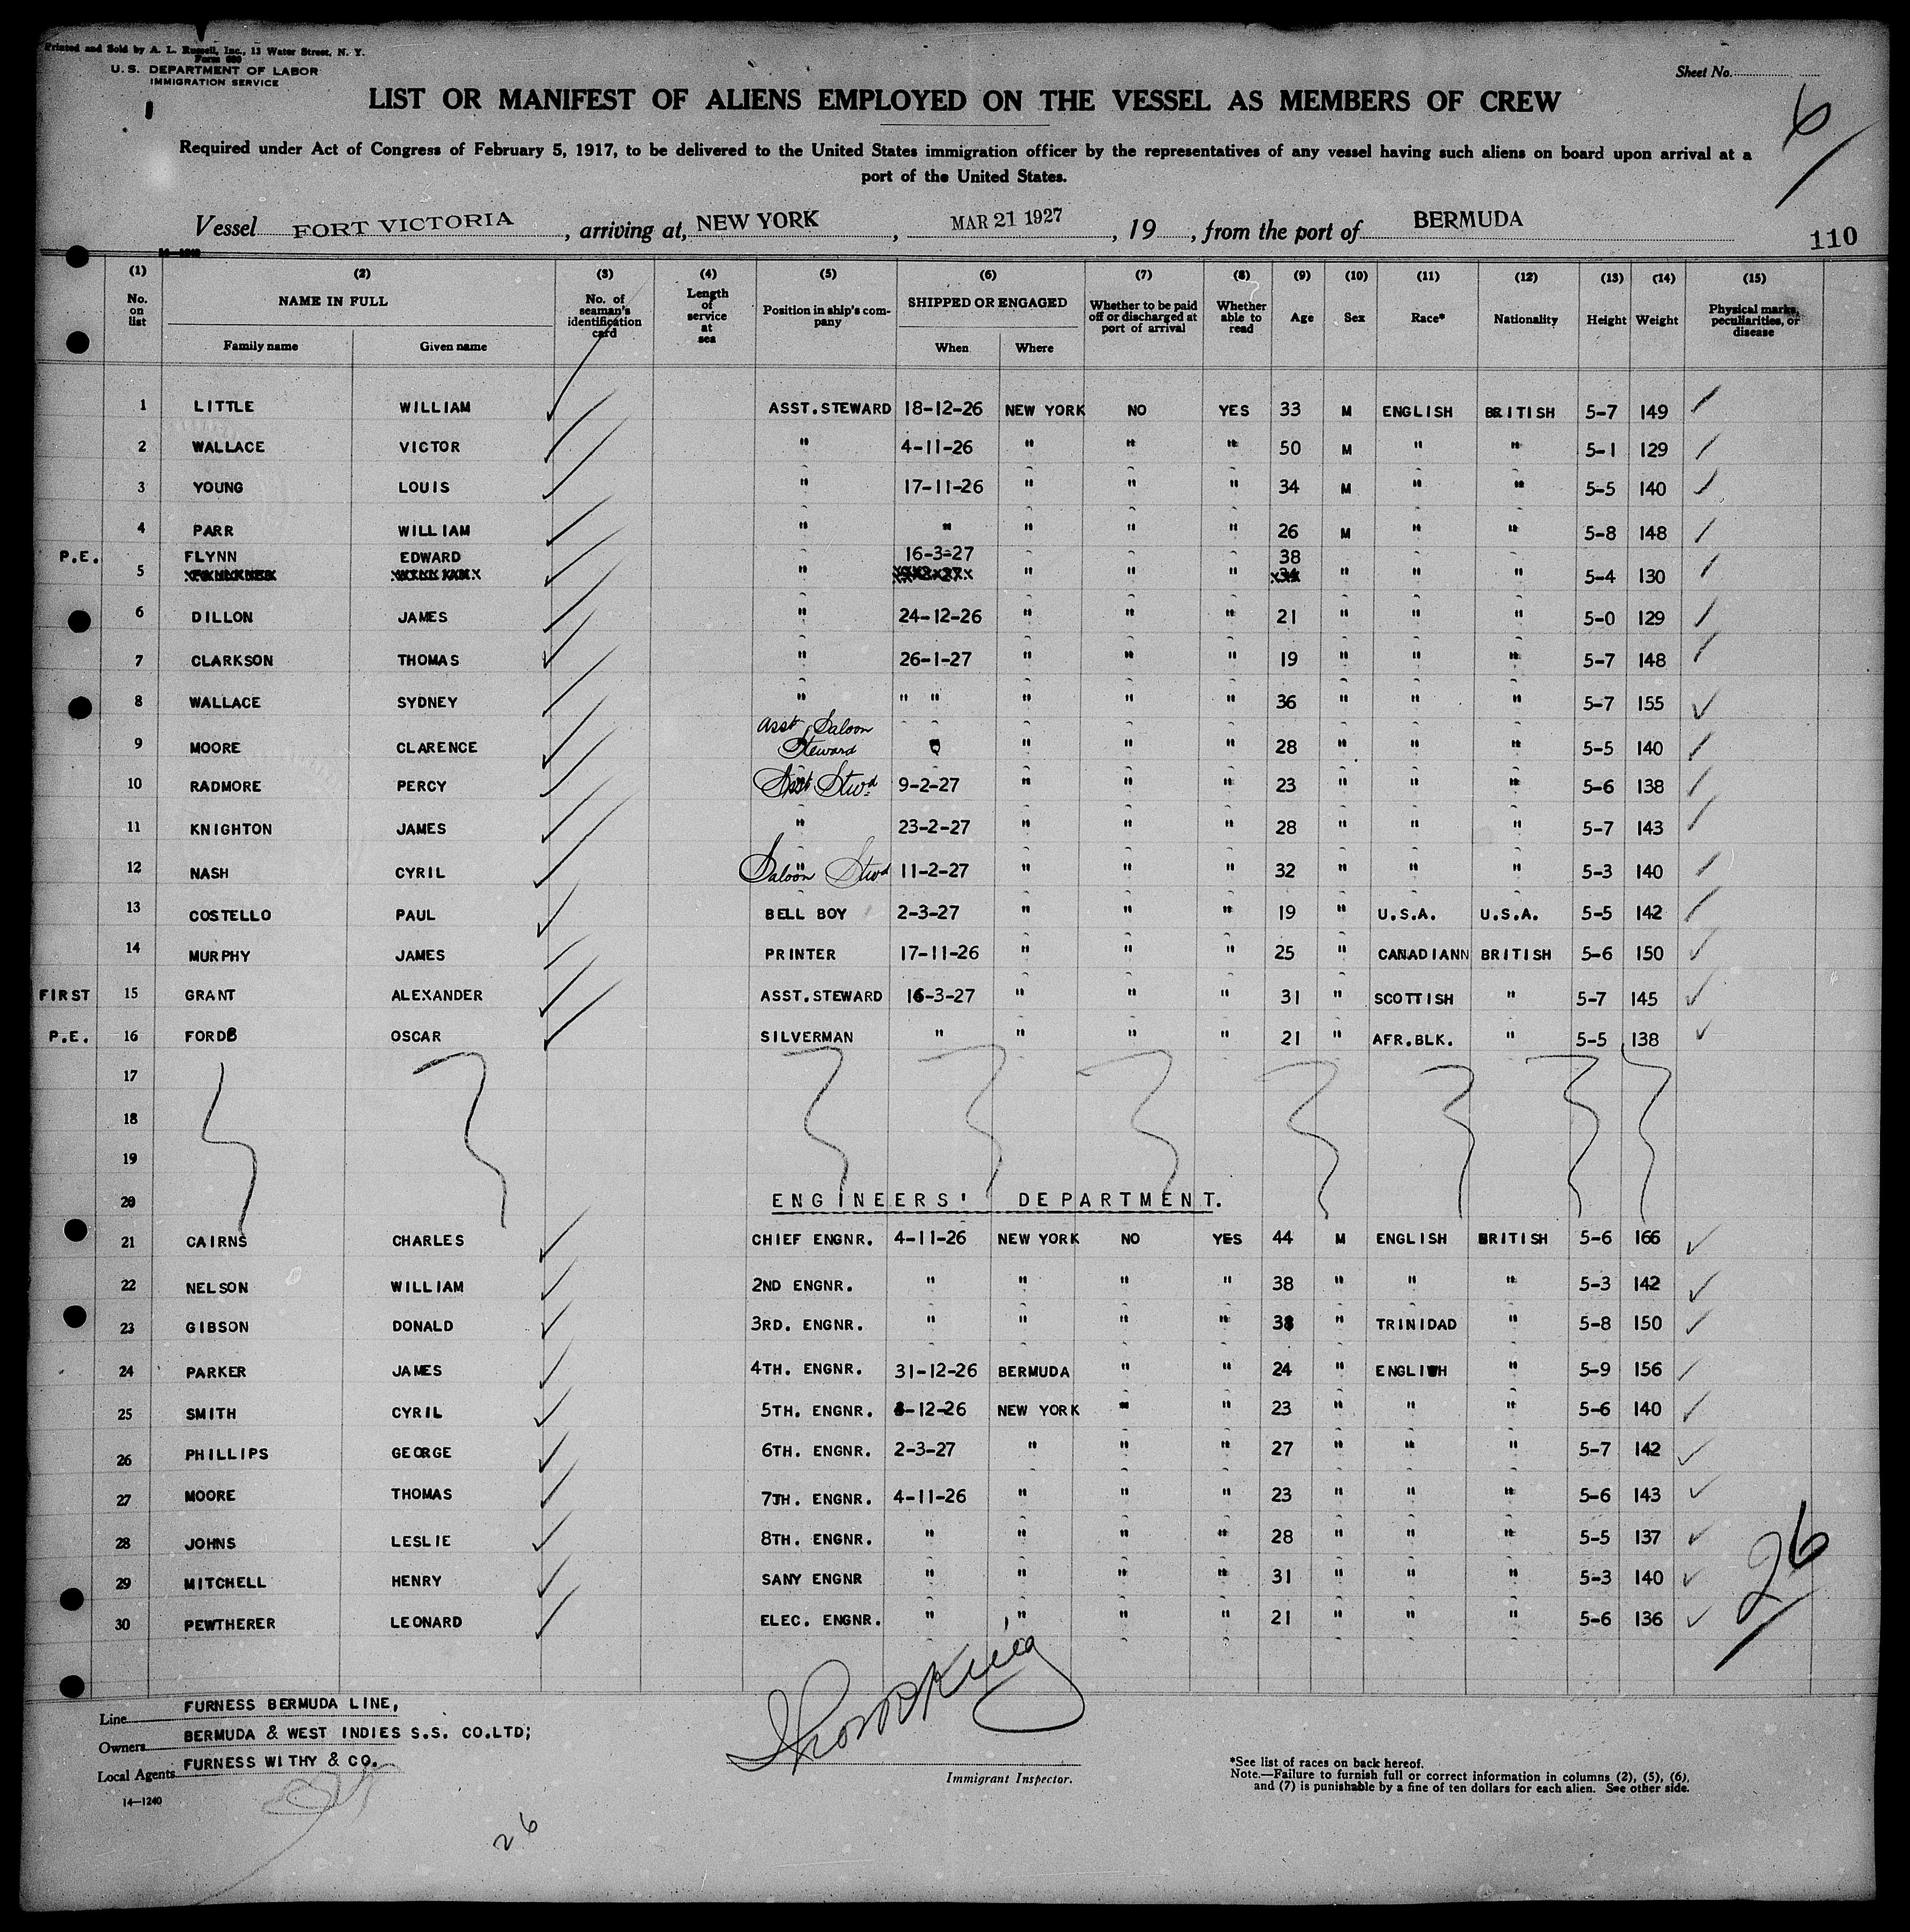 Printed and Sold by A. L. Russell, Inc., 13 Water Street, N. Y.
Form 680
U. S. DEPARTMENT OF LABOR
IMMIGRATION SERVICE
Sheet No.
6
LIST OR MANIFEST OF ALIENS EMPLOYED ON THE VESSEL AS MEMBERS OF CREW
Required under Act of Congress of February 5, 1917, to be delivered to the United States immigration officer by the representatives of any vessel having such aliens on board upon arrival at a
port of the United States.
Vessel FORT VICTORIA, arriving at, NEW YORK, MAR 21 1927, 19 , from the port of BERMUDA
110
14—1240
(1) (2) (3) (4) (5) (6) (7) (8) (9) (10) (11) (12) (13) (14) (15)
No. on list NAME IN FULL Family name Given name No. of seaman's identification card Length of service at sea Position in ship's company SHIPPED OR ENGAGED When Where Whether to be paid off or discharged at port of arrival Whether able to read Age Sex Race* Nationality Height Weight Physical marks, peculiarities, or disease
1 LITTLE WILLIAM ASST.STEWARD 18-12-26 NEW YORK NO YES 33 M ENGLISH BRITISH 5-7 149
2 WALLACE VICTOR " 4-11-26 " " " 50 M " " 5-1 129
3 YOUNG LOUIS " 17-11-26 " " " 34 M " " 5-5 140
4 PARR WILLIAM " " " " " 26 M " " 5-8 148
P.E. FLYNN EDWARD 16-3-27 38
5 " " " " " " " 5-4 130
6 DILLON JAMES " 24-12-26 " " " 21 " " " 5-0 129
7 CLARKSON THOMAS " 26-1-27 " " " 19 " " " 5-7 148
8 WALLACE SYDNEY " " " " " " 36 " " " 5-7 155
9 MOORE CLARENCE Asst Saloon Steward " " " " 28 " " " 5-5 140
10 RADMORE PERCY Asst Stwd 9-2-27 " " " 23 " " " 5-6 138
11 KNIGHTON JAMES " 23-2-27 " " " 28 " " " 5-7 143
12 NASH CYRIL Saloon Stwd 11-2-27 " " " 32 " " " 5-3 140
13 COSTELLO PAUL BELL BOY 2-3-27 " " " 19 " U.S.A. U.S.A. 5-5 142
14 MURPHY JAMES PRINTER 17-11-26 " " " 25 " CANADIANN BRITISH 5-6 150
FIRST 15 GRANT ALEXANDER ASST.STEWARD 16-3-27 " " " 31 " SCOTTISH " 5-7 145
P.E. 16 FORDE OSCAR SILVERMAN " " " " 21 " AFR.BLK. " 5-5 138
17
18
19
20 ENGINEERS' DEPARTMENT.
21 CAIRNS CHARLES CHIEF ENGNR. 4-11-26 NEW YORK NO YES 44 M ENGLISH BRITISH 5-6 166
22 NELSON WILLIAM 2ND ENGNR. " " " " 38 " " " 5-3 142
23 GIBSON DONALD 3RD. ENGNR. " " " " 38 " TRINIDAD " 5-8 150
24 PARKER JAMES 4TH. ENGNR. 31-12-26 BERMUDA " " 24 " ENGLISH " 5-9 156
25 SMITH CYRIL 5TH. ENGNR. 8-12-26 NEW YORK " " 23 " " " 5-6 140
26 PHILLIPS GEORGE 6TH. ENGNR. 2-3-27 " " " 27 " " " 5-7 142
27 MOORE THOMAS 7TH. ENGNR. 4-11-26 " " " 23 " " " 5-6 143
28 JOHNS LESLIE 8TH. ENGNR. " " " " 28 " " " 5-5 137
29 MITCHELL HENRY SANY ENGNR " " " " 31 " " " 5-3 140
30 PEWTHERER LEONARD ELEC. ENGNR. " " " " 21 " " " 5-6 136
26
Line FURNESS BERMUDA LINE,
Owners BERMUDA & WEST INDIES S.S. CO.LTD;
Local Agents FURNESS WITHY & CO.
14—1240
Immigrant Inspector.
*See list of races on back hereof.
Note.—Failure to furnish full or correct information in columns (2), (5), (6),
and (7) is punishable by a fine of ten dollars for each alien. See other side.
26